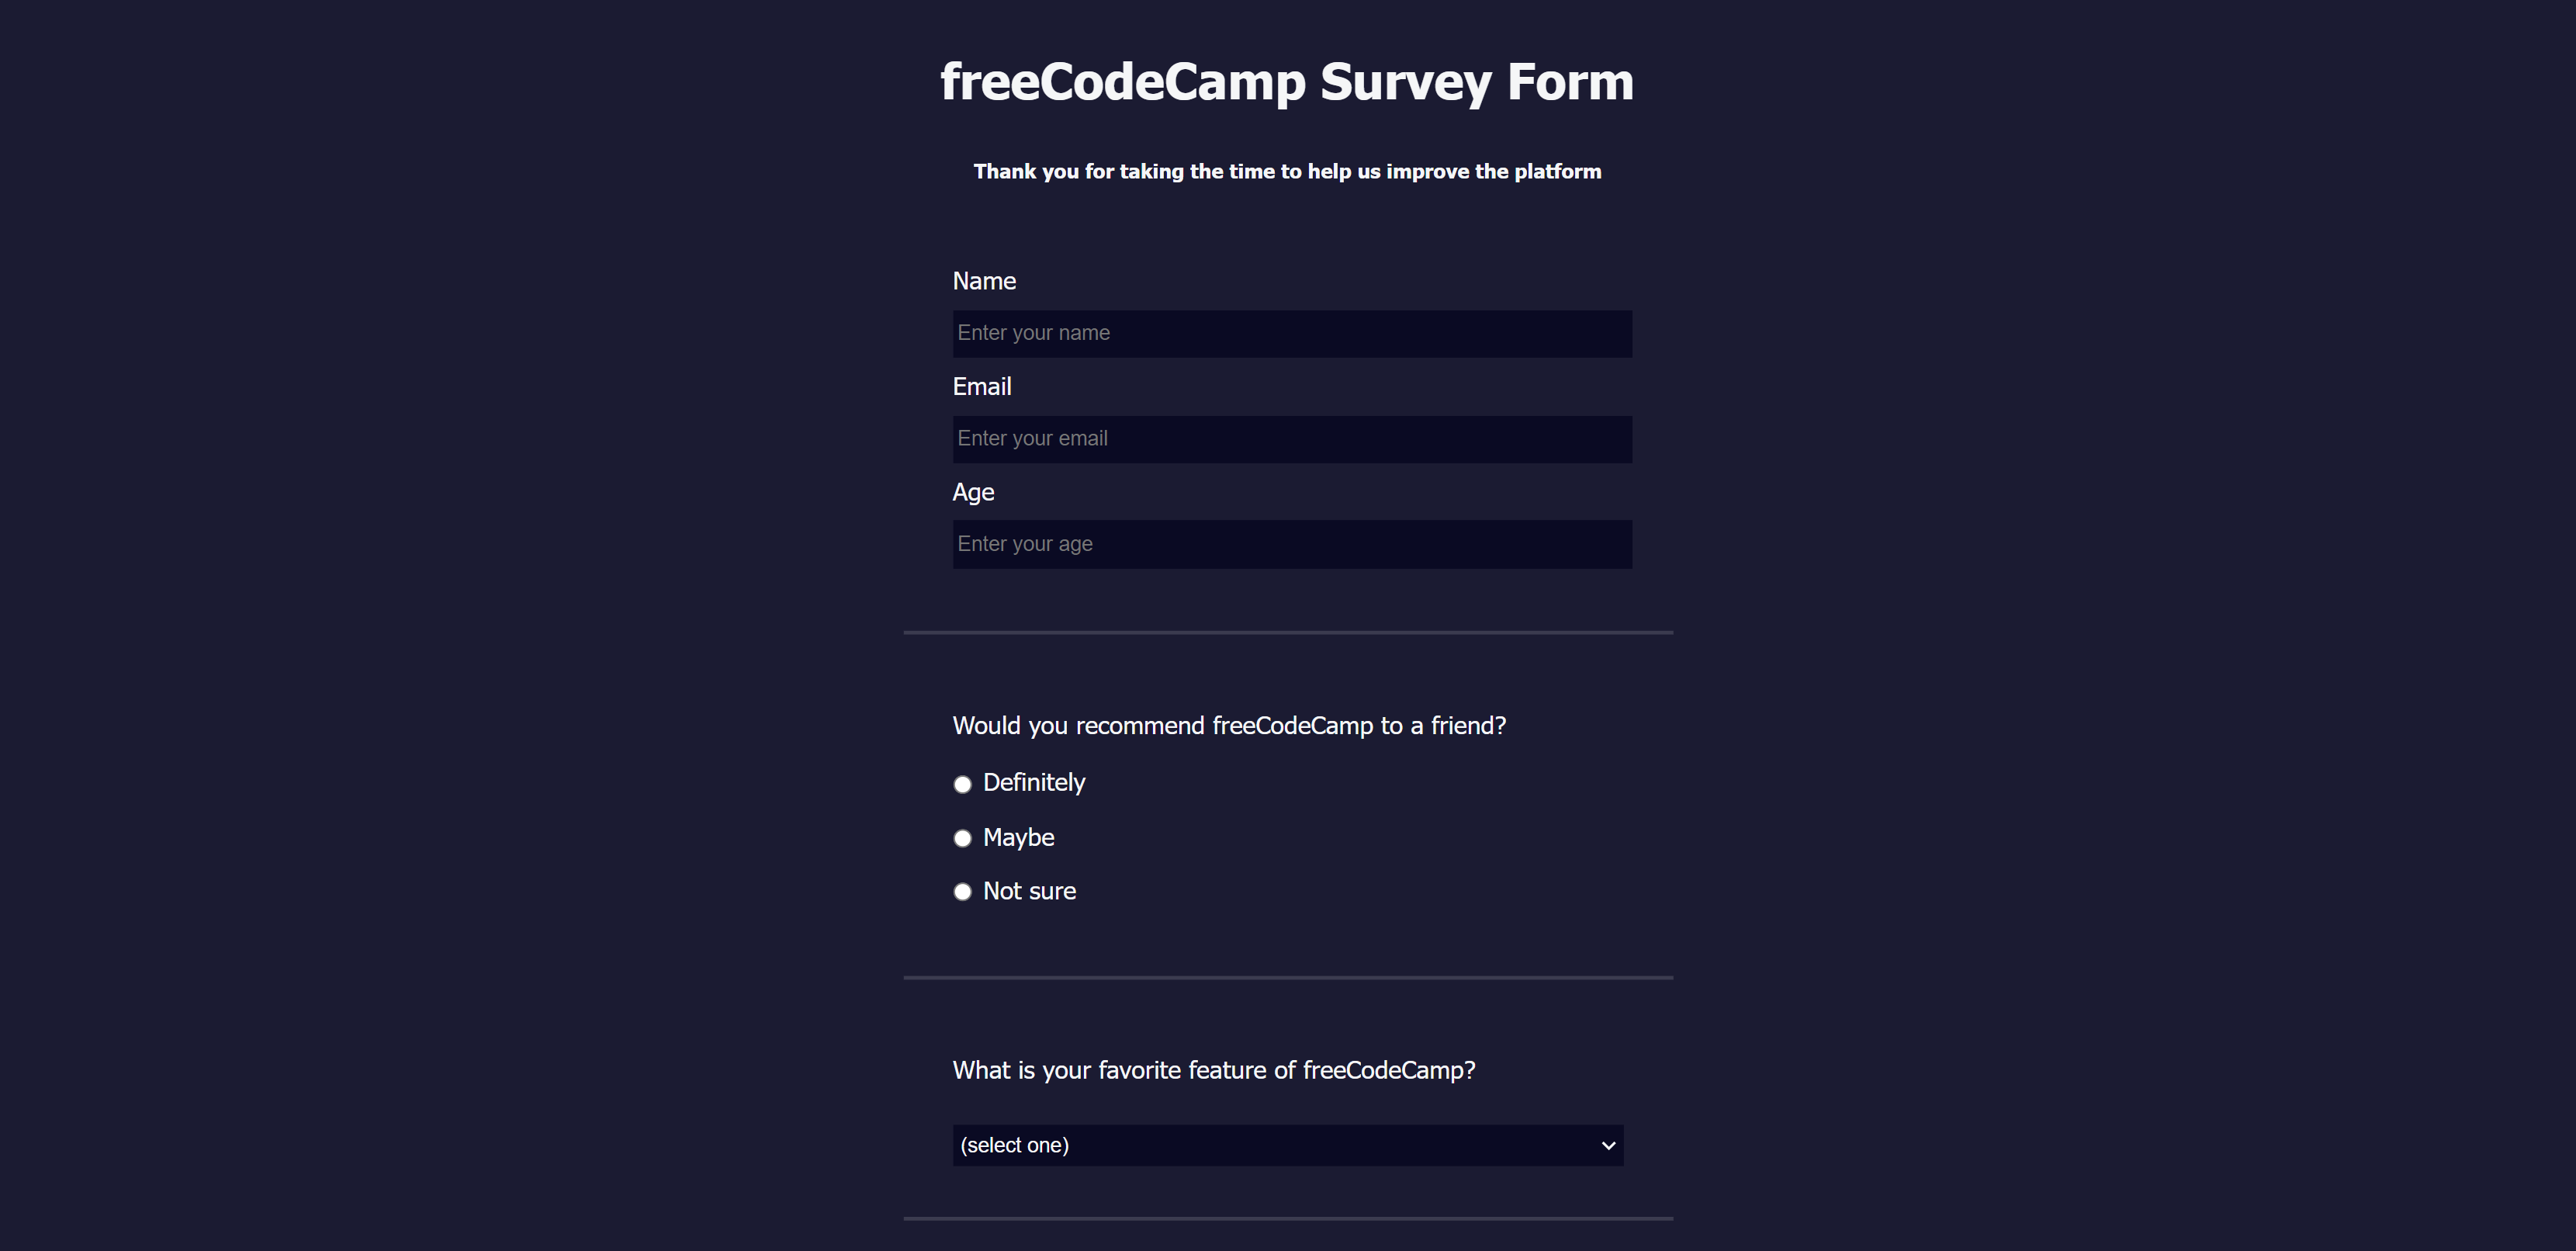 freeCodeCamp Survey Form
Thank you for taking the time to help us improve the platform
Name
Enter your name
Email
Enter your email
Age
Enter your age
Would you recommend freeCodeCamp to a friend?
Definitely
Maybe
Not sure
What is your favorite feature of freeCodeCamp?
(select one)